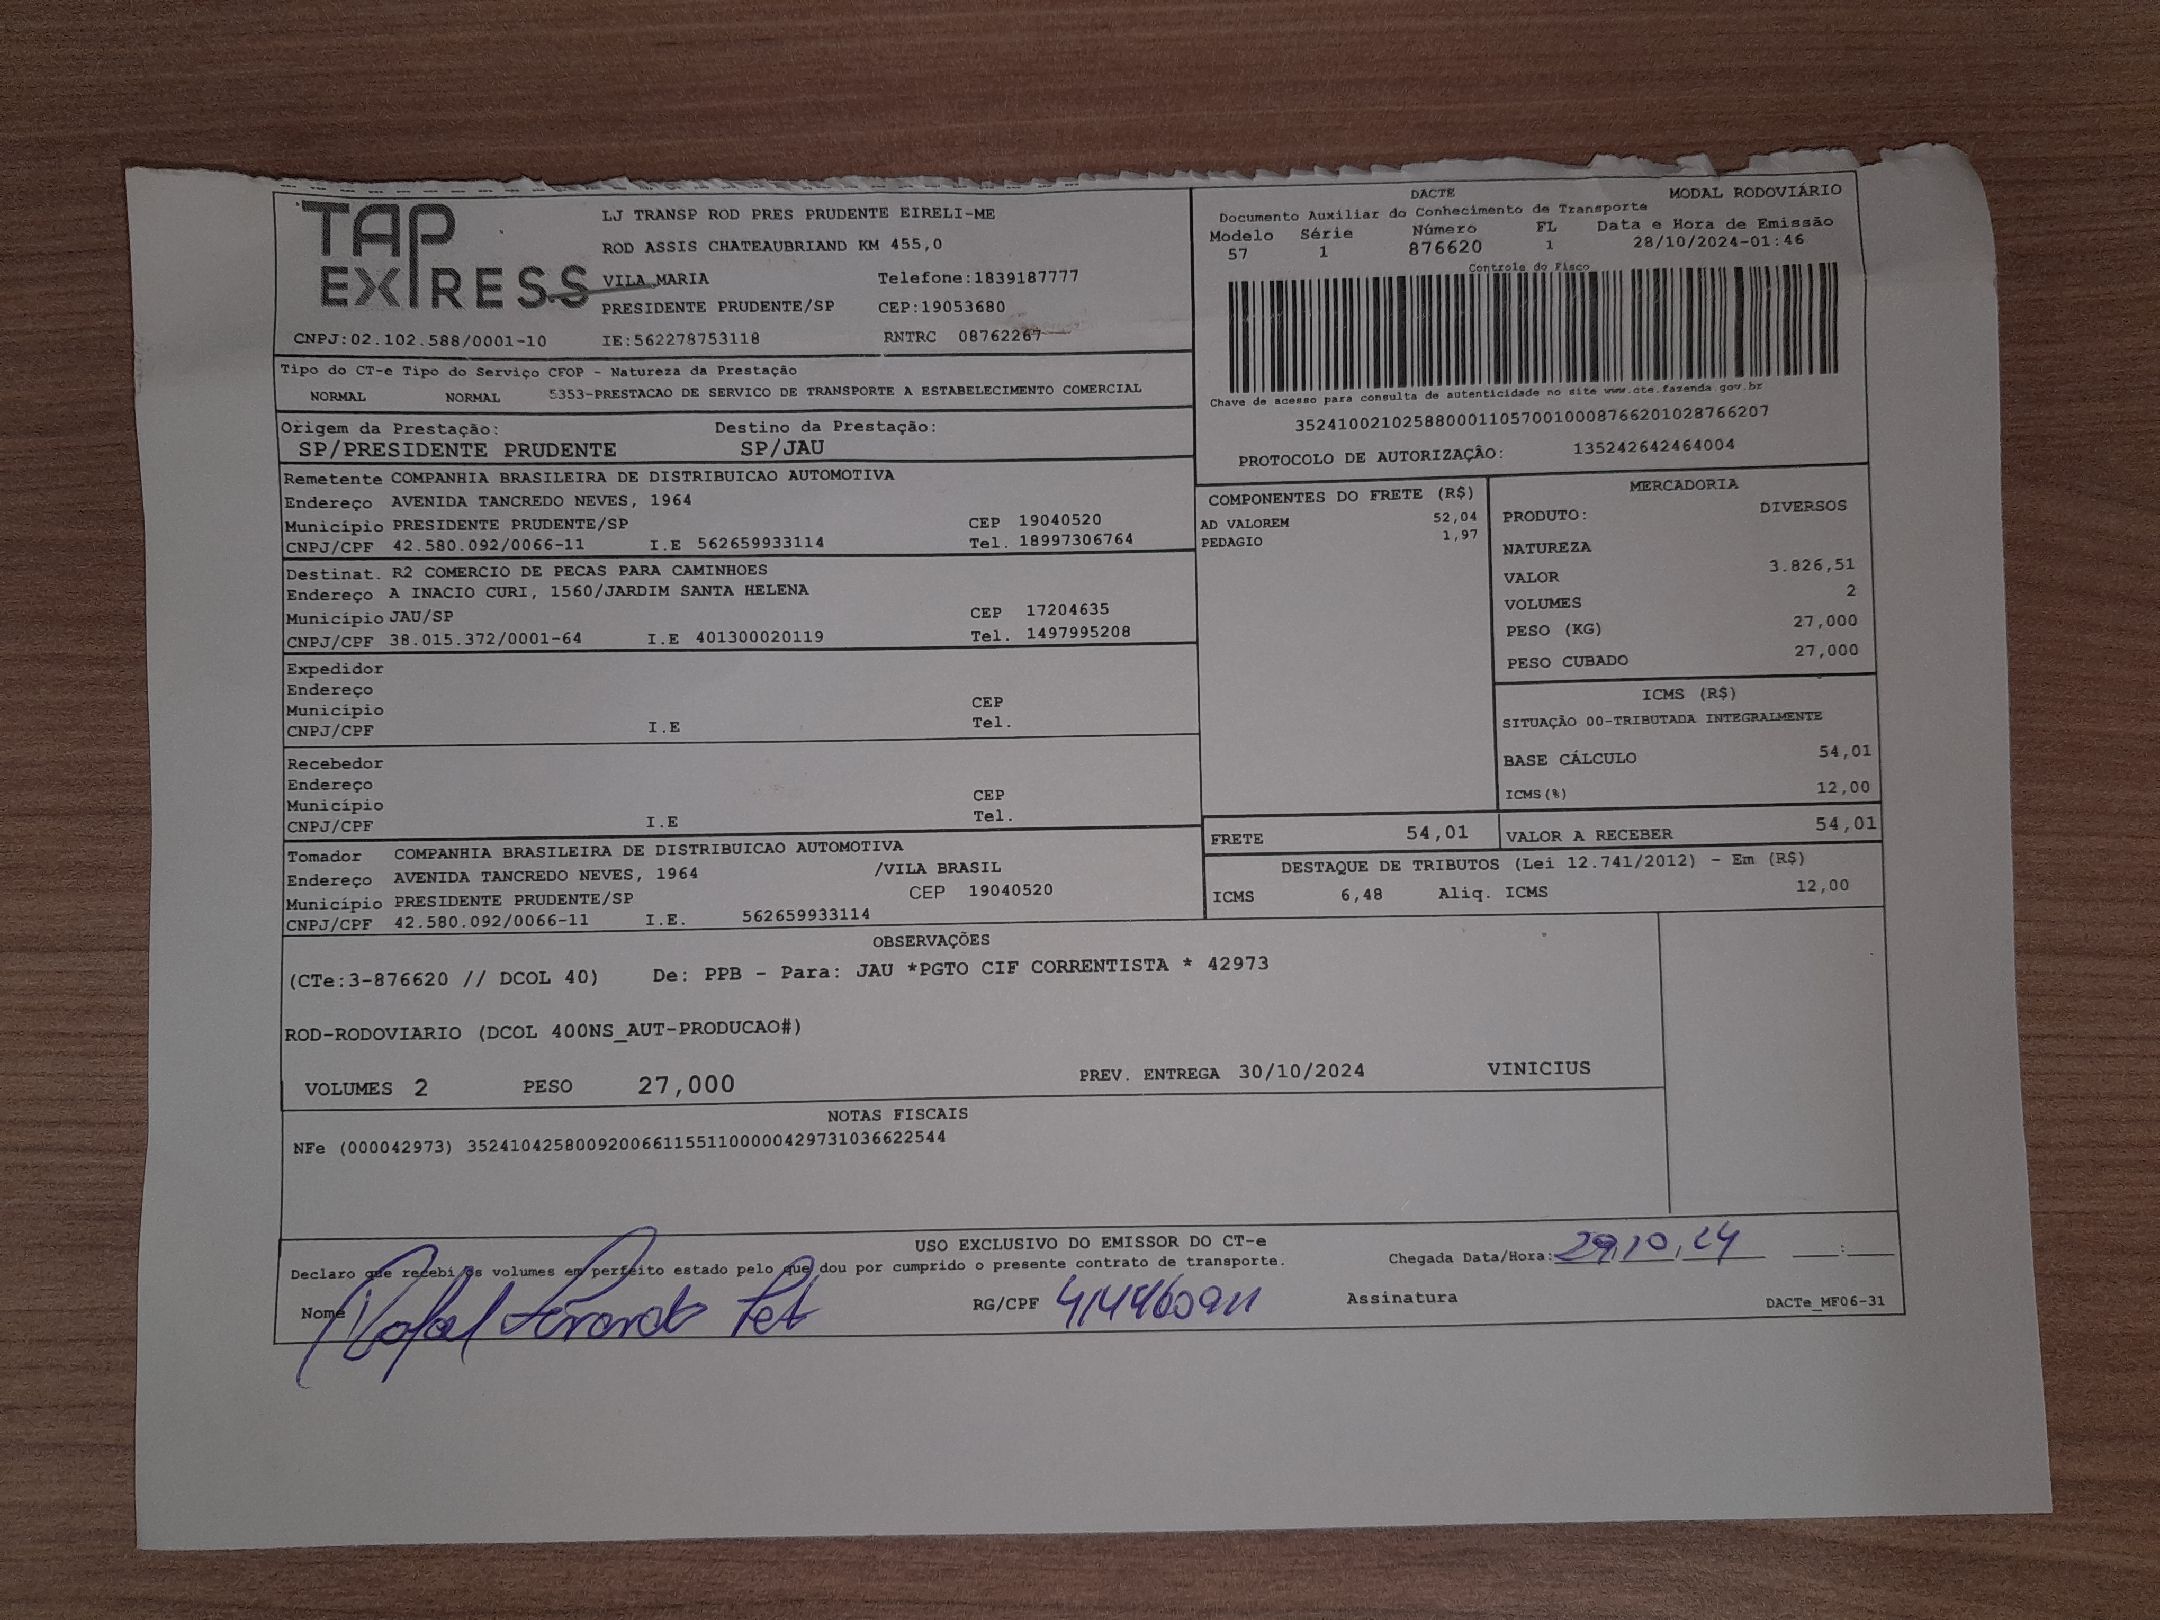 TAP EXPRESS
LJ TRANSP ROD PRES PRUDENTE EIRELI-ME
ROD ASSIS CHATEAUBRIAND KM 455,0
VILA MARIA Telefone:1839187777
PRESIDENTE PRUDENTE/SP CEP:19053680
CNPJ:02.102.588/0001-10 IE:562278753118 RNTRC 08762267
DACTE MODAL RODOVIÁRIO
Documento Auxiliar do Conhecimento de Transporte
Modelo Série Número FL Data e Hora de Emissão
57 1 876620 1 28/10/2024-01:46
Controle do Fisco
Chave de acesso para consulta de autenticidade no site www.cte.fazenda.gov.br
35241002102588000110570010008766201028766207
PROTOCOLO DE AUTORIZAÇÃO: 135242642464004
Tipo do CT-e Tipo do Serviço CFOP - Natureza da Prestação
NORMAL NORMAL 5353-PRESTACAO DE SERVICO DE TRANSPORTE A ESTABELECIMENTO COMERCIAL
Origem da Prestação: Destino da Prestação:
SP/PRESIDENTE PRUDENTE SP/JAU
Remetente COMPANHIA BRASILEIRA DE DISTRIBUICAO AUTOMOTIVA
Endereço AVENIDA TANCREDO NEVES, 1964
Município PRESIDENTE PRUDENTE/SP CEP 19040520
CNPJ/CPF 42.580.092/0066-11 I.E 562659933114 Tel. 18997306764
Destinat. R2 COMERCIO DE PECAS PARA CAMINHOES
Endereço A INACIO CURI, 1560/JARDIM SANTA HELENA
Município JAU/SP CEP 17204635
CNPJ/CPF 38.015.372/0001-64 I.E 401300020119 Tel. 1497995208
Expedidor
Endereço
Município CEP
CNPJ/CPF I.E Tel.
Recebedor
Endereço
Município CEP
CNPJ/CPF I.E Tel.
Tomador COMPANHIA BRASILEIRA DE DISTRIBUICAO AUTOMOTIVA
Endereço AVENIDA TANCREDO NEVES, 1964 /VILA BRASIL
Município PRESIDENTE PRUDENTE/SP CEP 19040520
CNPJ/CPF 42.580.092/0066-11 I.E. 562659933114
COMPONENTES DO FRETE (R$)
AD VALOREM 52,04
PEDAGIO 1,97
MERCADORIA
PRODUTO: DIVERSOS
NATUREZA
VALOR 3.826,51
VOLUMES 2
PESO (KG) 27,000
PESO CUBADO 27,000
ICMS (R$)
SITUAÇÃO 00-TRIBUTADA INTEGRALMENTE
BASE CÁLCULO 54,01
ICMS(%) 12,00
FRETE 54,01 VALOR A RECEBER 54,01
DESTAQUE DE TRIBUTOS (Lei 12.741/2012) - Em (R$)
ICMS 6,48 Aliq. ICMS 12,00
OBSERVAÇÕES
(CTe:3-876620 // DCOL 40) De: PPB - Para: JAU *PGTO CIF CORRENTISTA * 42973
ROD-RODOVIARIO (DCOL 400NS_AUT-PRODUCAO#)
VOLUMES 2 PESO 27,000 PREV. ENTREGA 30/10/2024 VINICIUS
NOTAS FISCAIS
NFe (000042973) 35241042580092006611551100000429731036622544
USO EXCLUSIVO DO EMISSOR DO CT-e
Declaro que recebi os volumes em perfeito estado pelo que dou por cumprido o presente contrato de transporte. Chegada Data/Hora: 29,10,24 __:__
Nome Rafael RG/CPF Assinatura DACTe_MF06-31